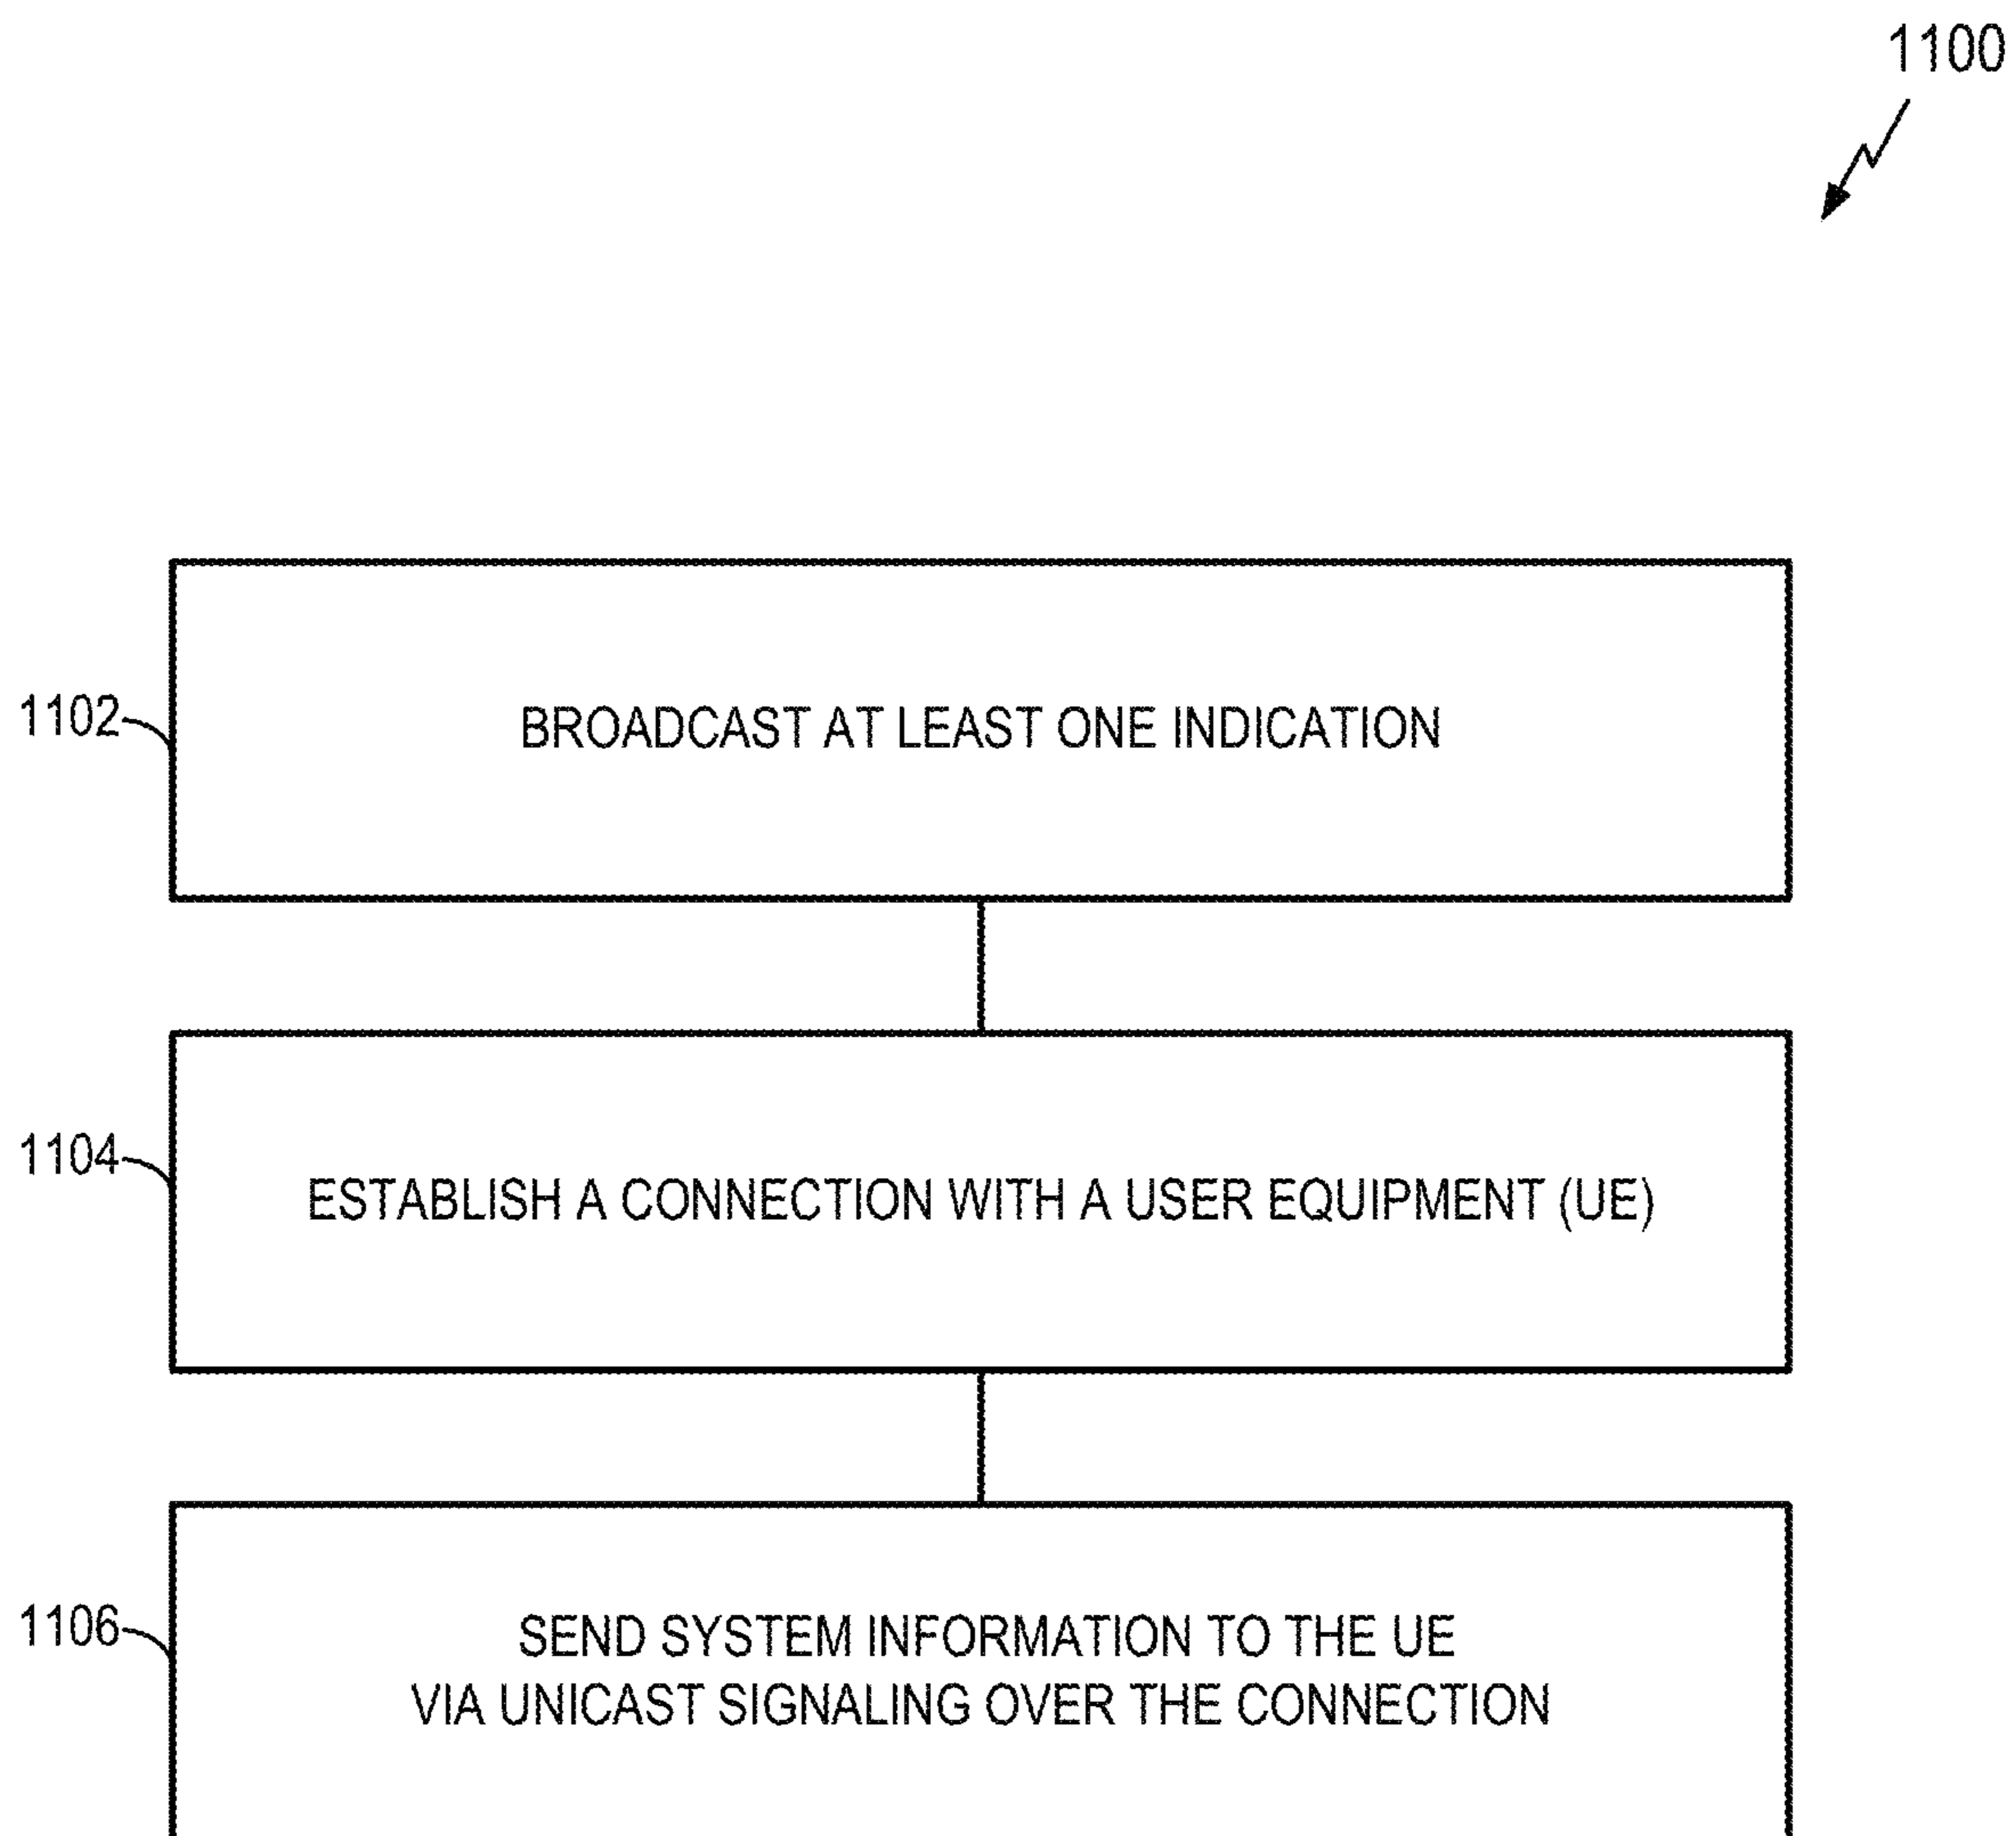 1100
1102
BROADCAST AT LEAST ONE INDICATION
1104
ESTABLISH A CONNECTION WITH A USER EQUIPMENT (UE)
1106
SEND SYSTEM INFORMATION TO THE UE
VIA UNICAST SIGNALING OVER THE CONNECTION